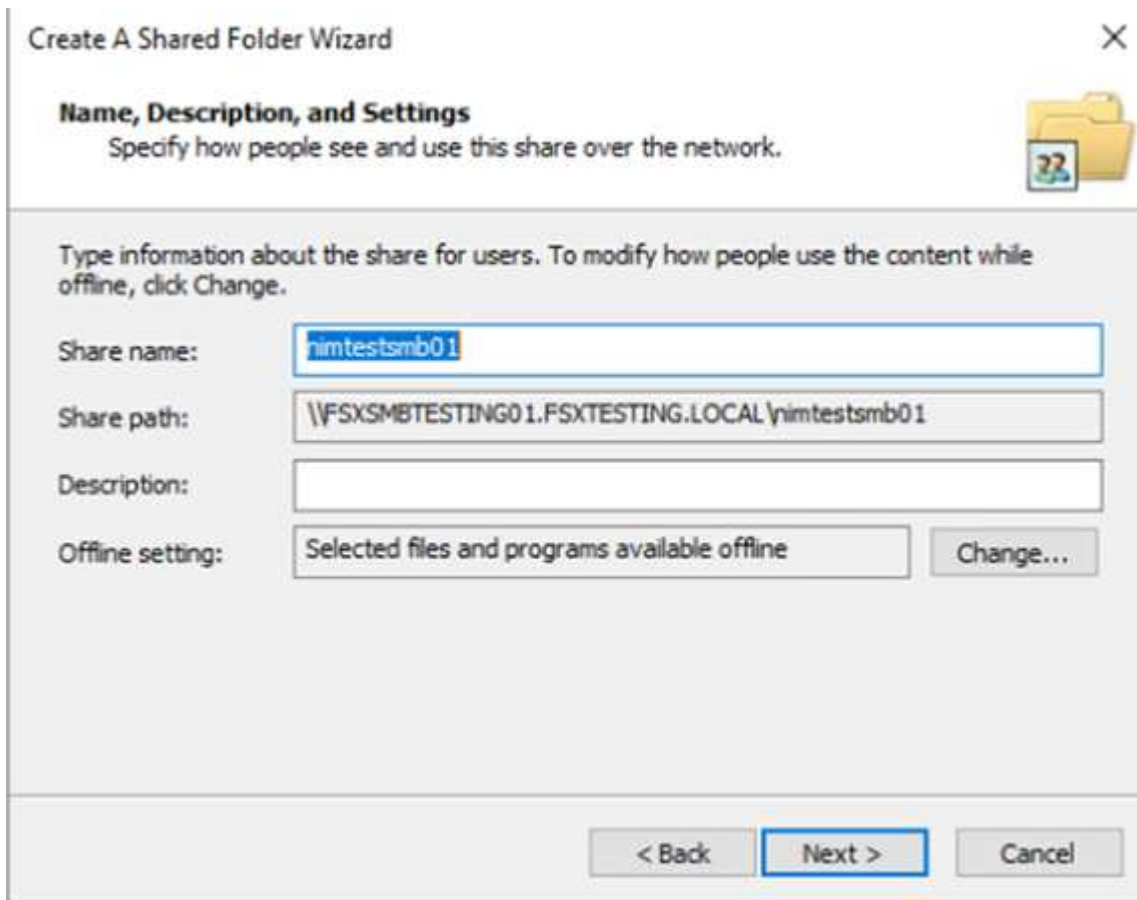 Create A Shared Folder Wizard
Name, Description, and Settings
Specify how people see and use this share over the network.
Type information about the share for users. To modify how people use the content while
offline, click Change.
Share name:
nimtestsmb01
Share path:
\\FSXSMBTESTING01.FSXTESTING.LOCAL\nimtestsmb01
Description:
Offline setting:
Selected files and programs available offline
Change...
< Back
Next >
Cancel